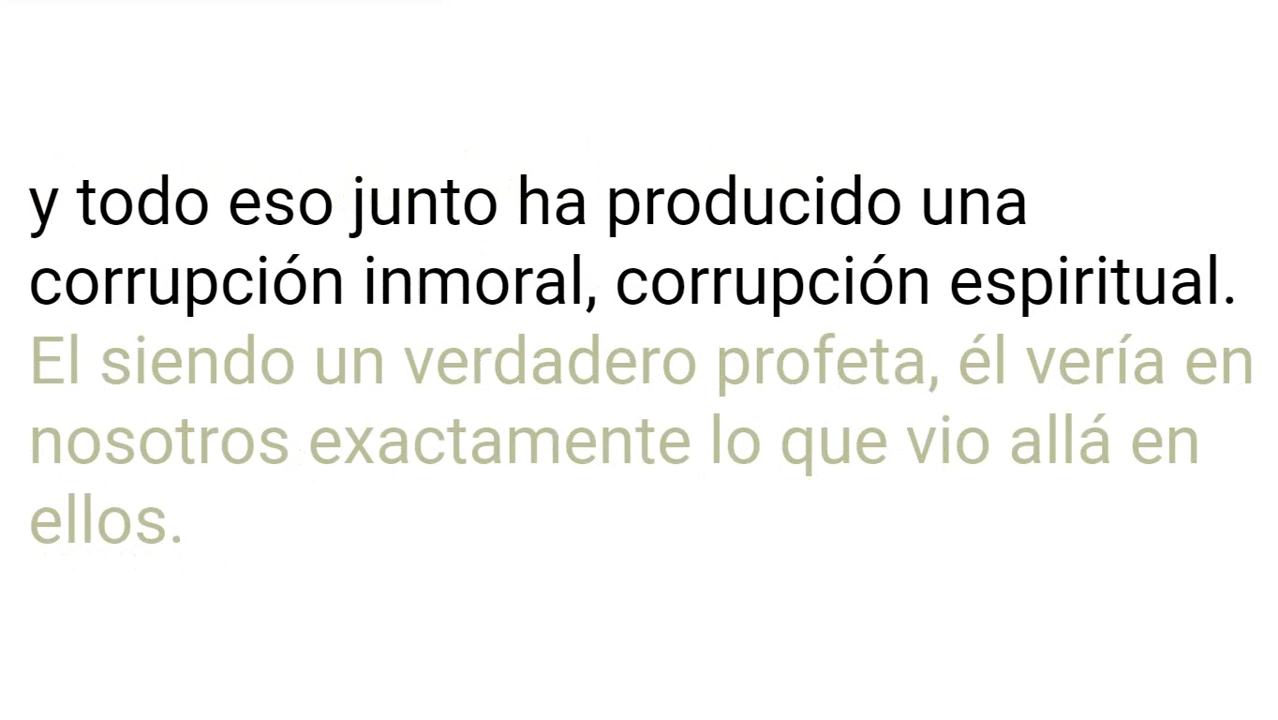 y todo eso junto ha producido una
corrupción inmoral, corrupción espiritual.
El siendo un verdadero profeta, él vería en
nosotros exactamente lo que vio allá en
ellos.